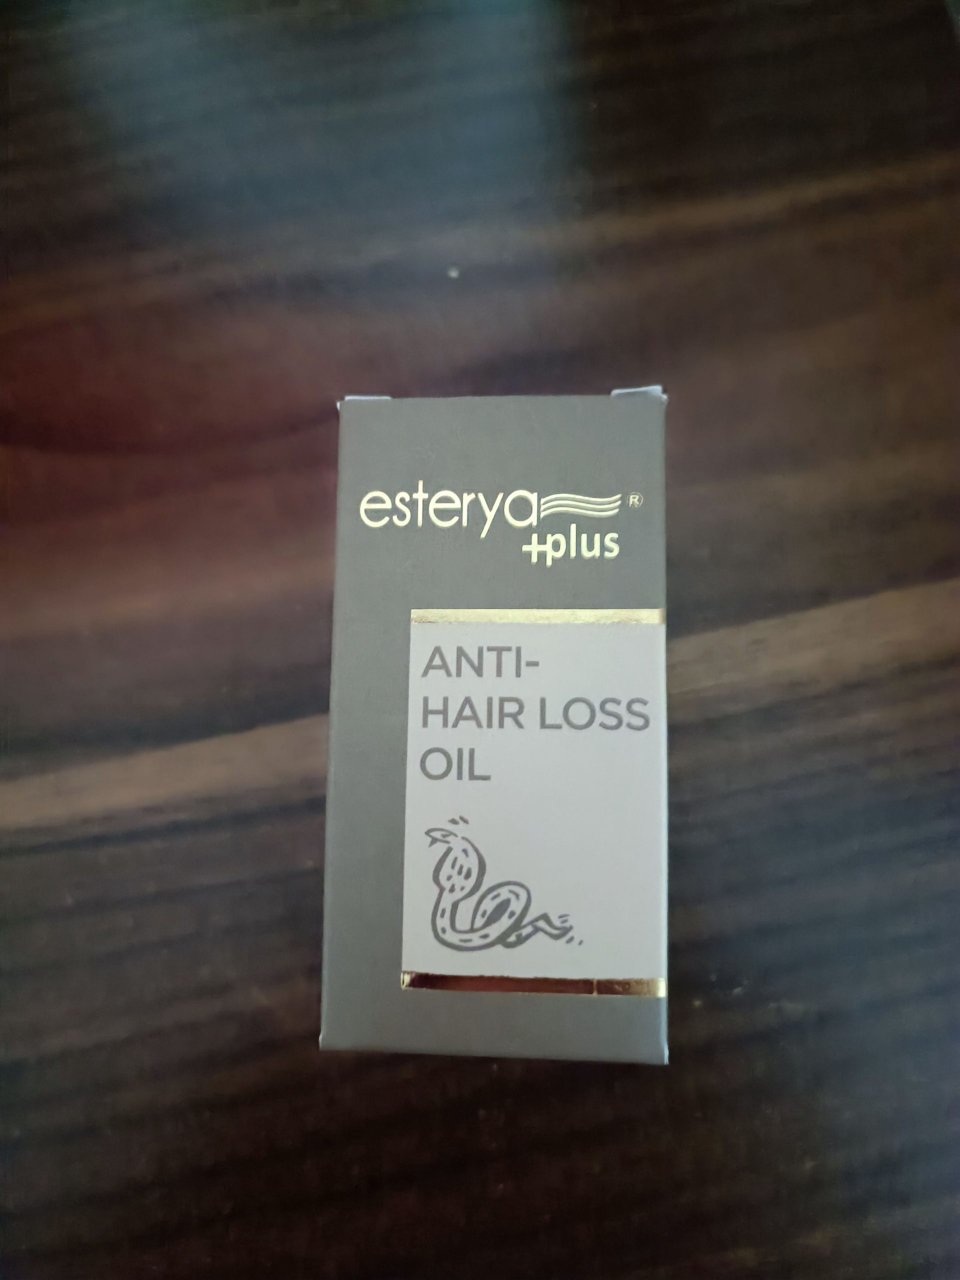 esterya®
+plus
ANTI-
HAIR LOSS
OIL